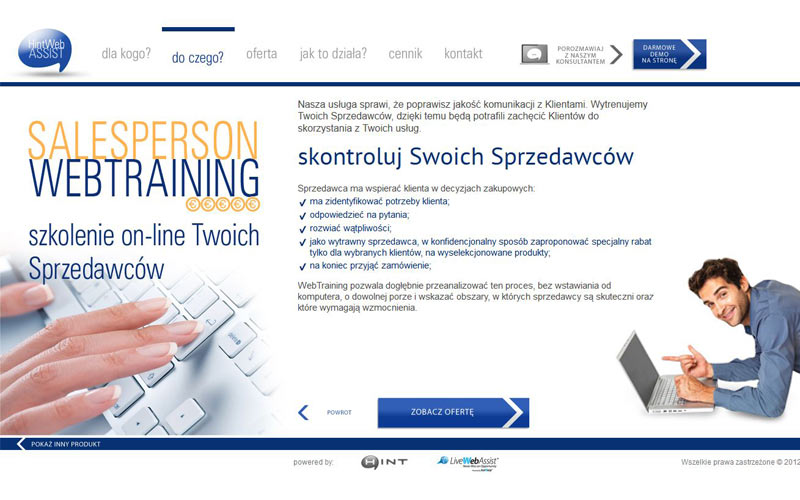 HintWeb
ASSIST
dla kogo?
do czego?
oferta
jak to działa?
cennik
kontakt
POROZMAWIAJ
Z NASZYM
KONSULTANTEM
DARMOWE
DEMO
NA STRONĘ
SALESPERSON
WEBTRAINING
szkolenie on-line Twoich
Sprzedawców
Nasza usługa sprawi, że poprawisz jakość komunikacji z Klientami. Wytrenujemy
Twoich Sprzedawców, dzięki temu będą potrafili zachęcić Klientów do
skorzystania z Twoich usług.
skontroluj Swoich Sprzedawców
Sprzedawca ma wspierać klienta w decyzjach zakupowych:
ma zidentyfikować potrzeby klienta;
odpowiedzieć na pytania;
rozwiać wątpliwości;
jako wytrawny sprzedawca, w konfidencjonalny sposób zaproponować specjalny rabat
tylko dla wybranych klientów, na wyselekcjonowane produkty;
na koniec przyjąć zamówienie;
WebTraining pozwala dogłębnie przeanalizować ten proces, bez wstawania od
komputera, o dowolnej porze i wskazać obszary, w których sprzedawcy są skuteczni oraz
które wymagają wzmocnienia.
POWRÓT
ZOBACZ OFERTĘ
POKAŻ INNY PRODUKT
powered by:
HINT
LiveWebAssist
Wszelkie prawa zastrzeżone © 2012